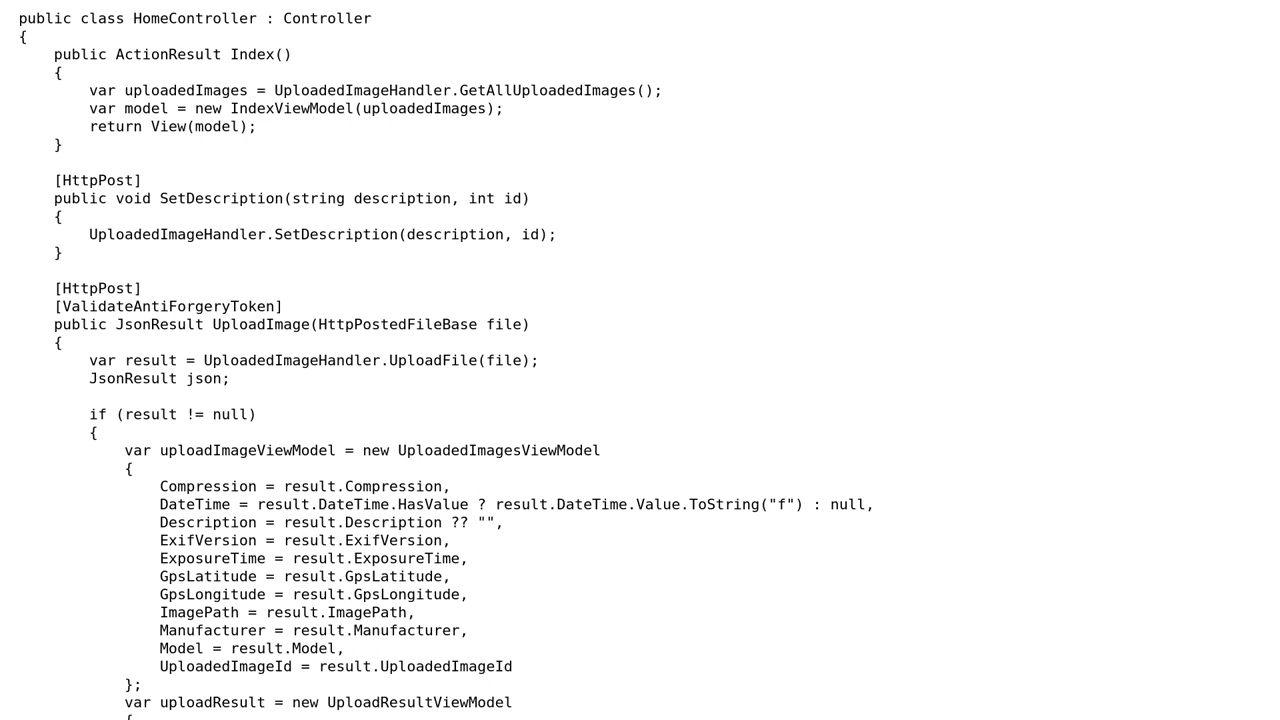 public class HomeController : Controller
{
    public ActionResult Index()
    {
        var uploadedImages = UploadedImageHandler.GetAllUploadedImages();
        var model = new IndexViewModel(uploadedImages);
        return View(model);
    }

    [HttpPost]
    public void SetDescription(string description, int id)
    {
        UploadedImageHandler.SetDescription(description, id);
    }

    [HttpPost]
    [ValidateAntiForgeryToken]
    public JsonResult UploadImage(HttpPostedFileBase file)
    {
        var result = UploadedImageHandler.UploadFile(file);
        JsonResult json;

        if (result != null)
        {
            var uploadImageViewModel = new UploadedImagesViewModel
            {
                Compression = result.Compression,
                DateTime = result.DateTime.HasValue ? result.DateTime.Value.ToString("f") : null,
                Description = result.Description ?? "",
                ExifVersion = result.ExifVersion,
                ExposureTime = result.ExposureTime,
                GpsLatitude = result.GpsLatitude,
                GpsLongitude = result.GpsLongitude,
                ImagePath = result.ImagePath,
                Manufacturer = result.Manufacturer,
                Model = result.Model,
                UploadedImageId = result.UploadedImageId
            };
            var uploadResult = new UploadResultViewModel
            {